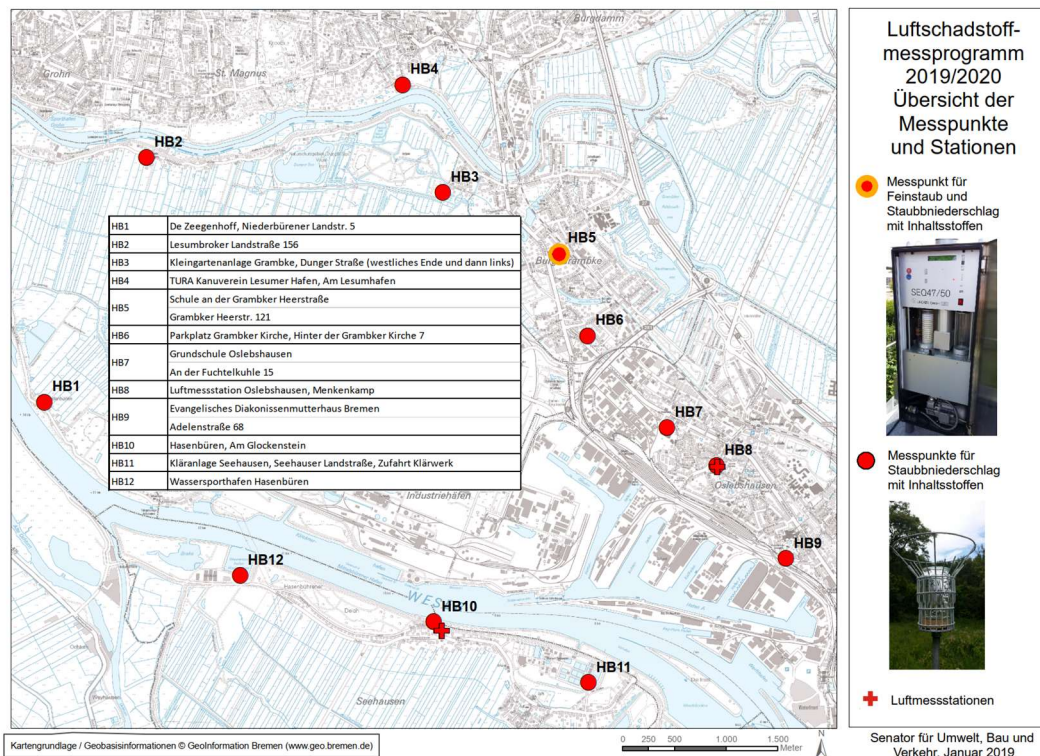 Burgdamm
Grohn
St. Magnus
HB4
HB2
HB3
HB5
Burg-Grambke
HB6
HB1
HB7
HB8
Oslebshausen
Industriehäfen
HB9
HB12
Hasenbüren
WES
HB10
HB11
Seehausen
HB1 De Zeegenhoff, Niederbürener Landstr. 5
HB2 Lesumbroker Landstraße 156
HB3 Kleingartenanlage Grambke, Dunger Straße (westliches Ende und dann links)
HB4 TURA Kanuverein Lesumer Hafen, Am Lesumhafen
HB5 Schule an der Grambker Heerstraße
Grambker Heerstr. 121
HB6 Parkplatz Grambker Kirche, Hinter der Grambker Kirche 7
HB7 Grundschule Oslebshausen
An der Fuchtelkuhle 15
HB8 Luftmessstation Oslebshausen, Menkenkamp
HB9 Evangelisches Diakonissenmutterhaus Bremen
Adelenstraße 68
HB10 Hasenbüren, Am Glockenstein
HB11 Kläranlage Seehausen, Seehauser Landstraße, Zufahrt Klärwerk
HB12 Wassersporthafen Hasenbüren
Kartengrundlage / Geobasisinformationen © GeoInformation Bremen (www.geo.bremen.de)
0 250 500 1.000 1.500
Meter
N
Luftschadstoff-
messprogramm
2019/2020
Übersicht der
Messpunkte
und Stationen
Messpunkt für
Feinstaub und
Staubbniederschlag
mit Inhaltsstoffen
SEQ47/50
Messpunkte für
Staubbniederschlag
mit Inhaltsstoffen
Luftmessstationen
Senator für Umwelt, Bau und
Verkehr, Januar 2019